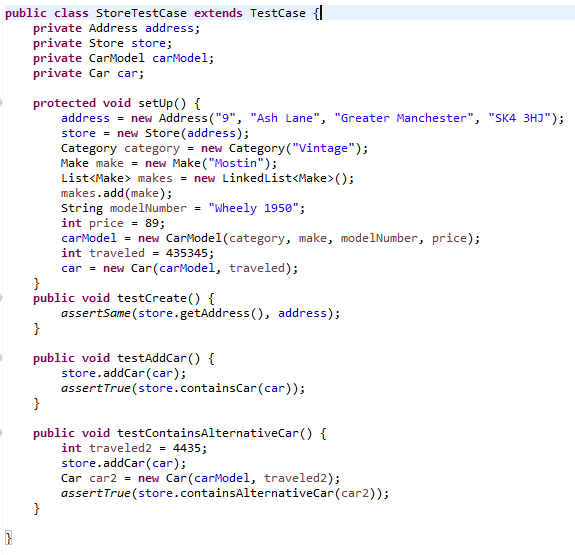 public class StoreTestCase extends TestCase {
    private Address address;
    private Store store;
    private CarModel carModel;
    private Car car;

    protected void setUp() {
        address = new Address("9", "Ash Lane", "Greater Manchester", "SK4 3HJ");
        store = new Store(address);
        Category category = new Category("Vintage");
        Make make = new Make("Mostin");
        List<Make> makes = new LinkedList<Make>();
        makes.add(make);
        String modelNumber = "Wheely 1950";
        int price = 89;
        carModel = new CarModel(category, make, modelNumber, price);
        int traveled = 435345;
        car = new Car(carModel, traveled);
    }
    public void testCreate() {
        assertSame(store.getAddress(), address);
    }

    public void testAddCar() {
        store.addCar(car);
        assertTrue(store.containsCar(car));
    }

    public void testContainsAlternativeCar() {
        int traveled2 = 4435;
        store.addCar(car);
        Car car2 = new Car(carModel, traveled2);
        assertTrue(store.containsAlternativeCar(car2));
    }

}